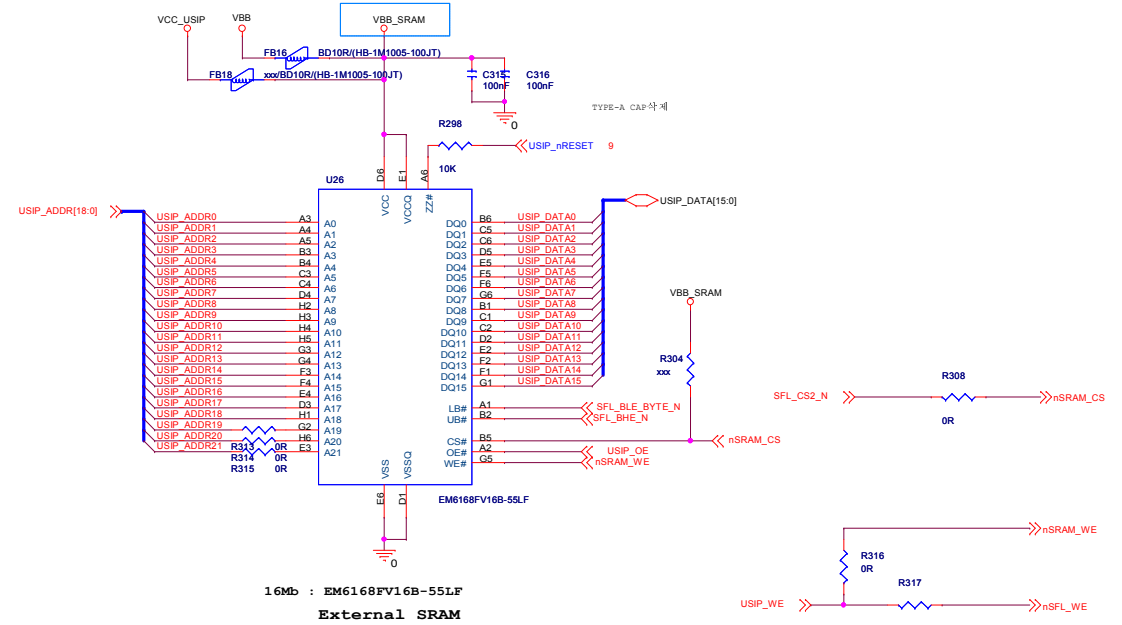 VCC_USIP
VBB
VBB_SRAM
FB16
BD10R/(HB-1M1005-100JT)
FB18
xxx/BD10R/(HB-1M1005-100JT)
C316
100nF
100nF
TYPE-A CAP삭제
0
R298
10K
USIP_nRESET 9
U26
D6
E1
A6
VCC
VCCQ
ZZ#
USIP_ADDR[18:0]
USIP_DATA[15:0]
USIP_ADDR0 A3 A0 DQ0 B6 USIP_DATA0
USIP_ADDR1 A4 A1 DQ1 C5 USIP_DATA1
USIP_ADDR2 A5 A2 DQ2 C6 USIP_DATA2
USIP_ADDR3 B3 A3 DQ3 D5 USIP_DATA3
USIP_ADDR4 B4 A4 DQ4 E5 USIP_DATA4
USIP_ADDR5 C3 A5 DQ5 F5 USIP_DATA5
USIP_ADDR6 C4 A6 DQ6 F6 USIP_DATA6
USIP_ADDR7 D4 A7 DQ7 G6 USIP_DATA7
USIP_ADDR8 H2 A8 DQ8 B1 USIP_DATA8
USIP_ADDR9 H3 A9 DQ9 C1 USIP_DATA9
USIP_ADDR10 H4 A10 DQ10 C2 USIP_DATA10
USIP_ADDR11 H5 A11 DQ11 D2 USIP_DATA11
USIP_ADDR12 G3 A12 DQ12 E2 USIP_DATA12
USIP_ADDR13 G4 A13 DQ13 F2 USIP_DATA13
USIP_ADDR14 F3 A14 DQ14 F1 USIP_DATA14
USIP_ADDR15 F4 A15 DQ15 G1 USIP_DATA15
USIP_ADDR16 E4 A16
USIP_ADDR17 D3 A17 LB# A1 SFL_BLE_BYTE_N
USIP_ADDR18 H1 A18 UB# B2 SFL_BHE_N
USIP_ADDR19 G2 A19
USIP_ADDR20 H6 A20 CS# B5 nSRAM_CS
USIP_ADDR21 E3 A21 OE# A2 USIP_OE
WE# G5 nSRAM_WE
R313 0R
R314 0R
R315 0R
VSS
VSSQ
E6
D1
EM6168FV16B-55LF
0
VBB_SRAM
R304
xxx
SFL_CS2_N
R308
0R
nSRAM_CS
nSRAM_WE
R316
0R
R317
USIP_WE
nSFL_WE
16Mb : EM6168FV16B-55LF
External SRAM